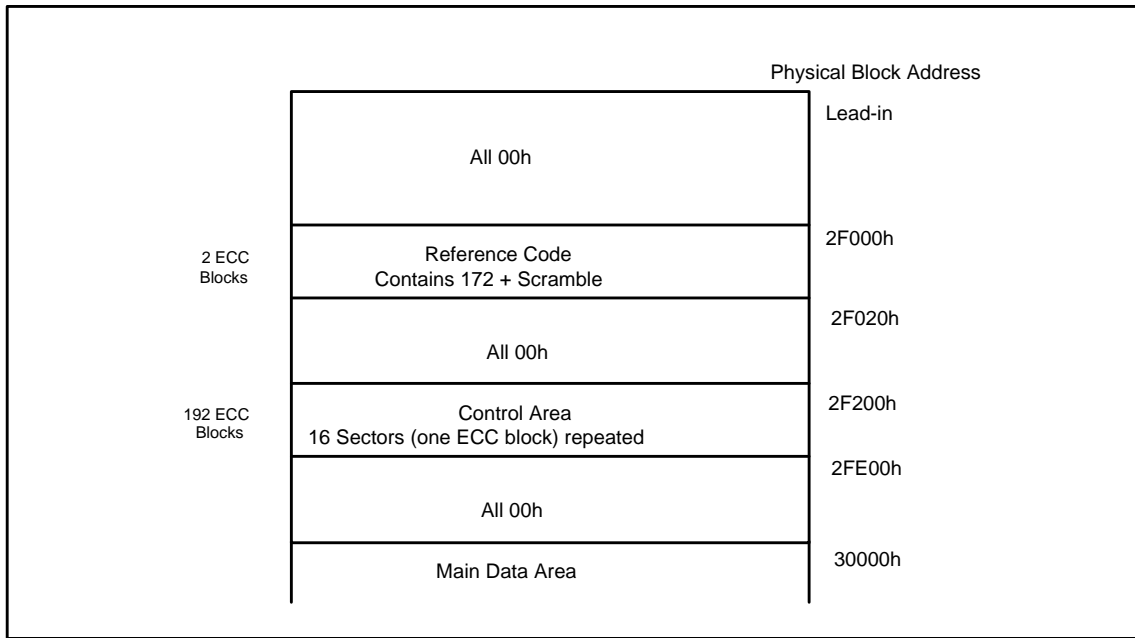 Physical Block Address
Lead-in
All 00h
2F000h
2 ECC
Blocks
Reference Code
Contains 172 + Scramble
2F020h
All 00h
2F200h
192 ECC
Blocks
Control Area
16 Sectors (one ECC block) repeated
2FE00h
All 00h
30000h
Main Data Area